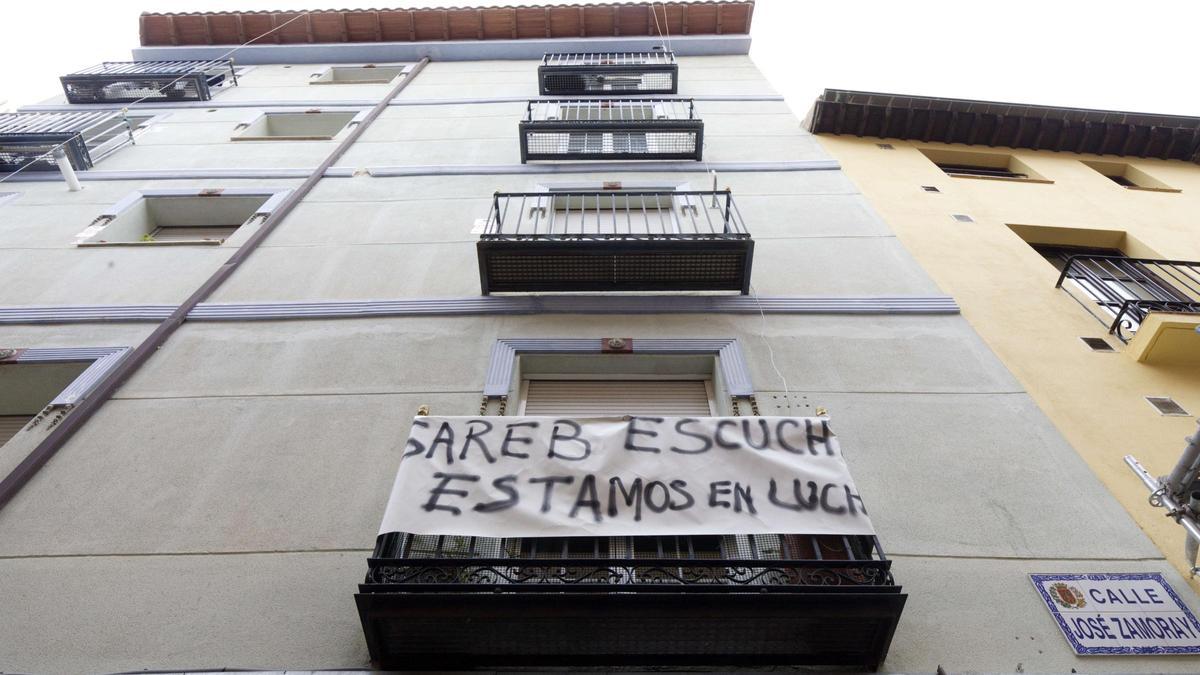 SAREB ESCUCH
ESTAMOS EN LUCH
CALLE
JOSÉ ZAMORAY